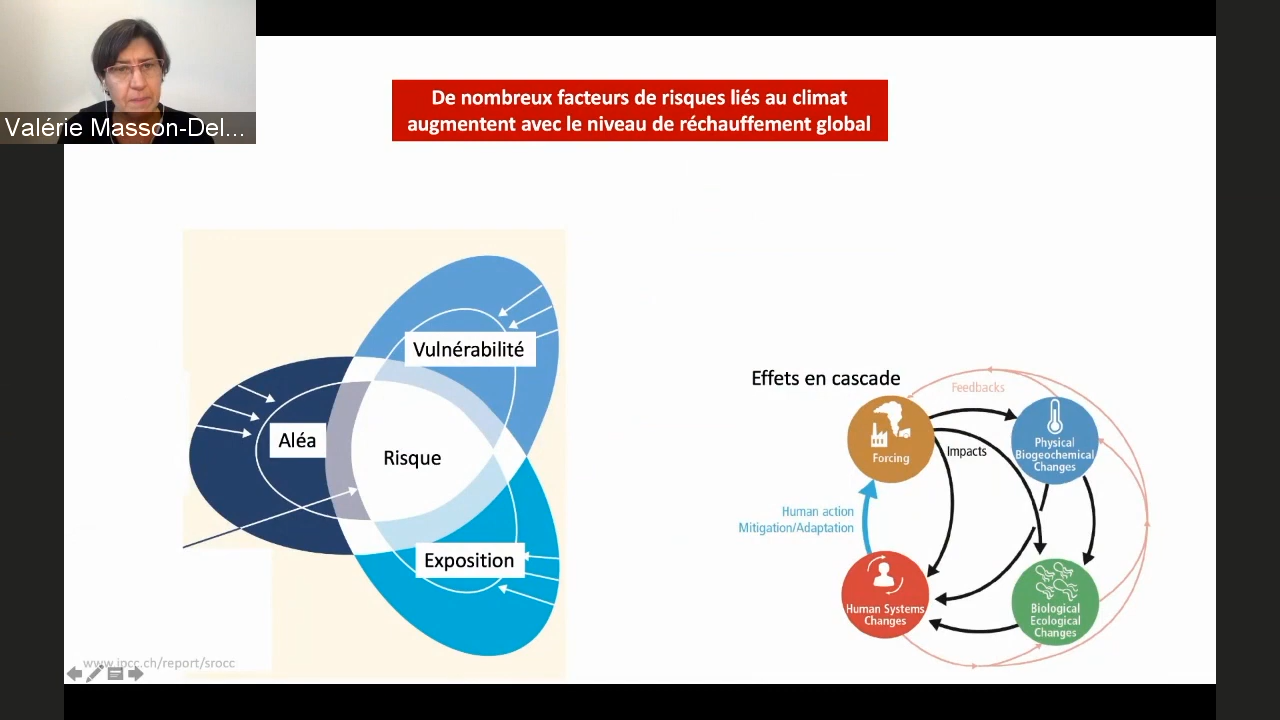 Valérie Masson-Del...
De nombreux facteurs de risques liés au climat
augmentent avec le niveau de réchauffement global
Vulnérabilité
Aléa
Risque
Exposition
www.ipcc.ch/report/srocc
Effets en cascade
Feedbacks
Forcing
Impacts
Physical
Biogeochemical
Changes
Human action
Mitigation/Adaptation
Human Systems
Changes
Biological
Ecological
Changes